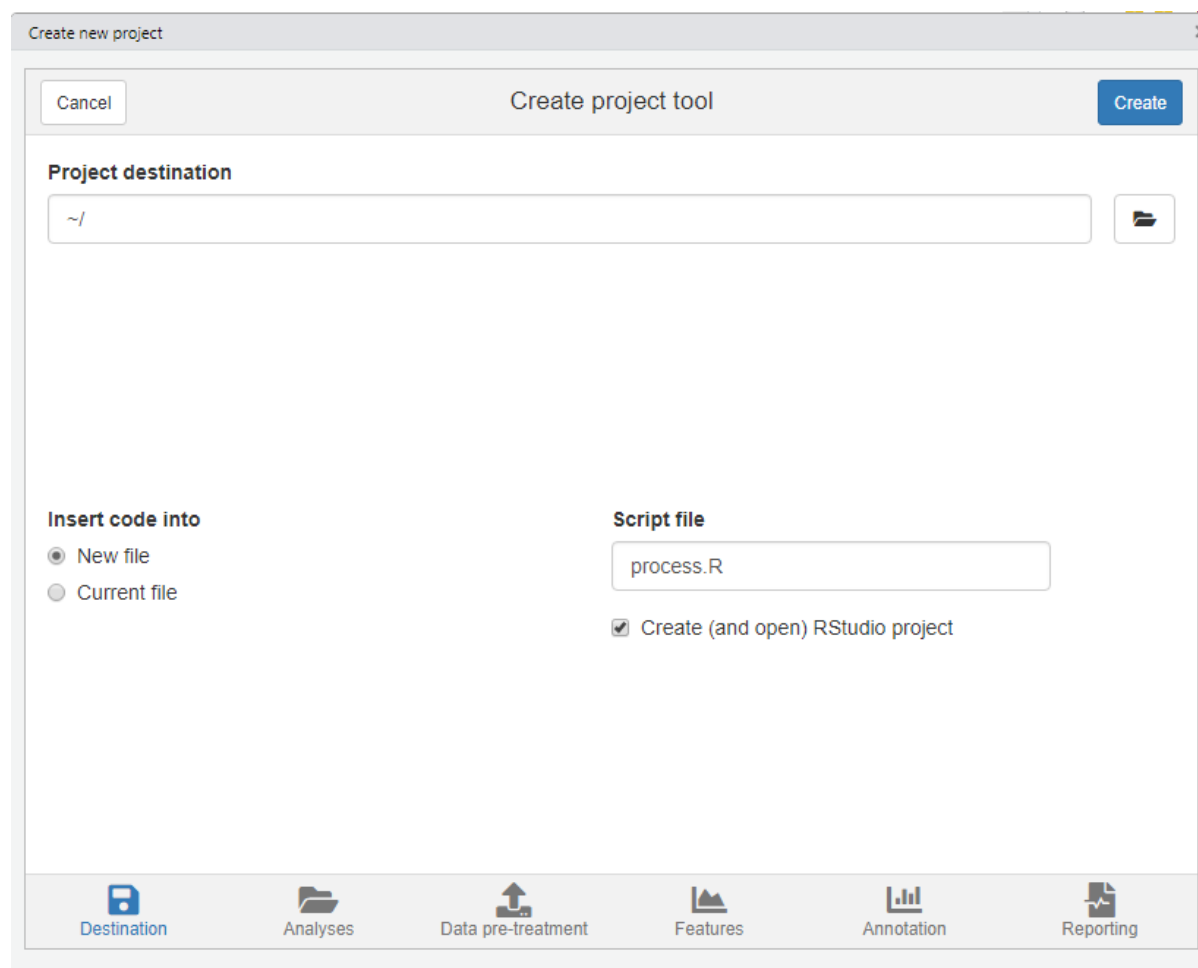 Create new project
Cancel Create project tool Create
Project destination
~/
Insert code into Script file
New file process.R
Current file
Create (and open) RStudio project
Destination Analyses Data pre-treatment Features Annotation Reporting